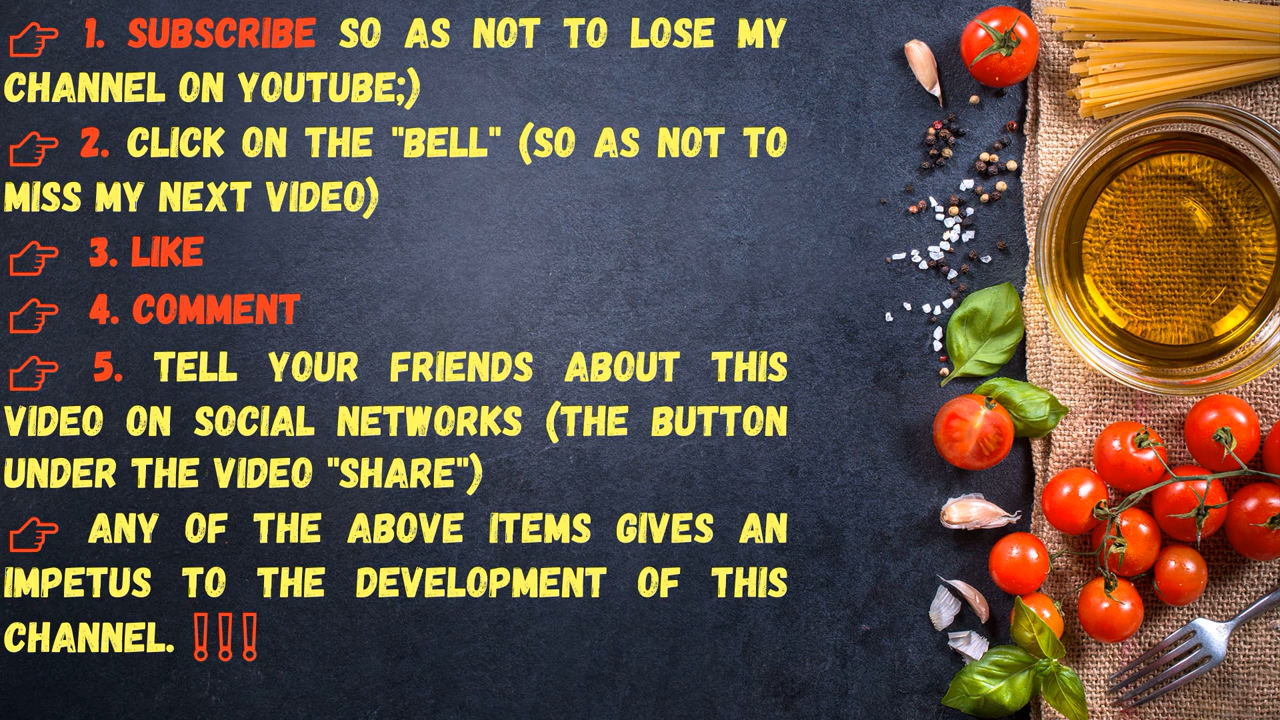 👉 1. SUBSCRIBE SO AS NOT TO LOSE MY
CHANNEL ON YOUTUBE;)
👉 2. CLICK ON THE "BELL" (SO AS NOT TO
MISS MY NEXT VIDEO)
👉 3. LIKE
👉 4. COMMENT
👉 5. TELL YOUR FRIENDS ABOUT THIS
VIDEO ON SOCIAL NETWORKS (THE BUTTON
UNDER THE VIDEO "SHARE")
👉 ANY OF THE ABOVE ITEMS GIVES AN
IMPETUS TO THE DEVELOPMENT OF THIS
CHANNEL. ❗❗❗